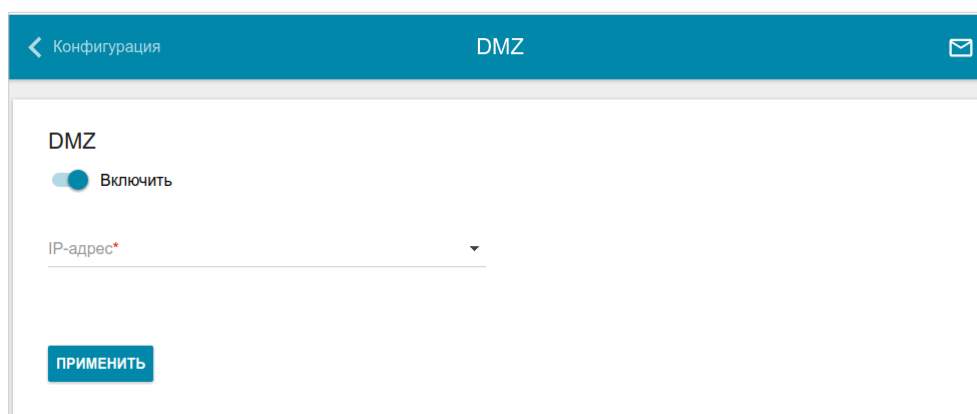 Конфигурация
DMZ
DMZ
Включить
IP-адрес*
ПРИМЕНИТЬ